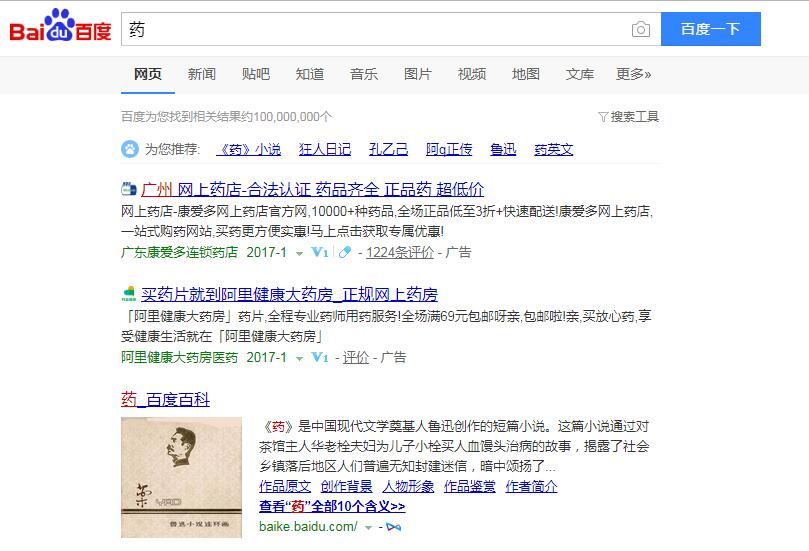 Bai du 百度
药
百度一下
网页 新闻 贴吧 知道 音乐 图片 视频 地图 文库 更多»
百度为您找到相关结果约100,000,000个
搜索工具
为您推荐: 《药》小说 狂人日记 孔乙己 阿q正传 鲁迅 药英文
广州 网上药店-合法认证 药品齐全 正品药 超低价
网上药店-康爱多网上药店官方网,10000+种药品,全场正品低至3折+快速配送!康爱多网上药店,
一站式购药网站,买药更方便实惠!马上点击获取专属优惠!
广东康爱多连锁药店 2017-1 V1 - 1224条评价 - 广告
买药片就到阿里健康大药房_正规网上药房
「阿里健康大药房」药片,全程专业药师用药服务!全场满69元包邮呀亲,包邮啦!亲,买放心药,享
受健康生活就在「阿里健康大药房」
阿里健康大药房医药 2017-1 V1 - 评价 - 广告
药_百度百科
《药》是中国现代文学奠基人鲁迅创作的短篇小说。这篇小说通过对
茶馆主人华老栓夫妇为儿子小栓买人血馒头治病的故事，揭露了社会
乡镇落后地区人们普遍无知封建迷信，暗中颂扬了...
作品原文 创作背景 人物形象 作品鉴赏 作者简介
查看“药”全部10个含义>>
baike.baidu.com/ -
药
YAO
鲁迅小说连环画